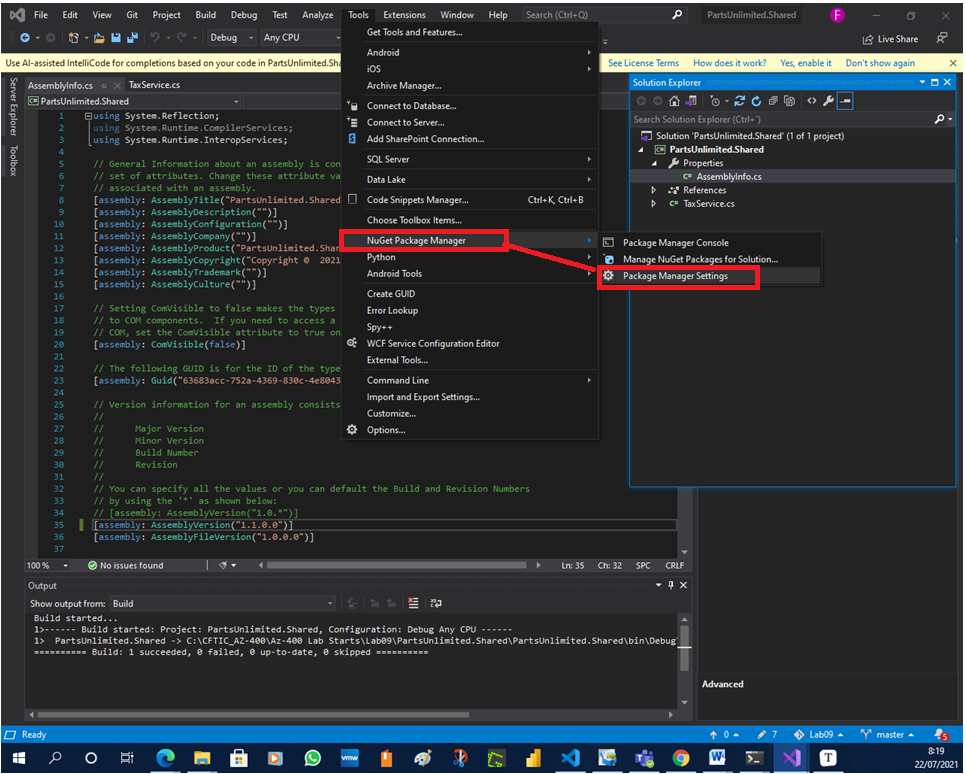 File Edit View Git Project Build Debug Test Analyze Tools Extensions Window Help Search (Ctrl+Q) PartsUnlimited.Shared F
Debug Any CPU Live Share
Use AI-assisted IntelliCode for completions based on your code in PartsUnlimited.S
See License Terms How does it work? Yes, enable it Don't show again
Server Explorer
Toolbox
AssemblyInfo.cs TaxService.cs
PartsUnlimited.Shared
1 using System.Reflection;
2 using System.Runtime.CompilerServices;
3 using System.Runtime.InteropServices;
4
5 // General Information about an assembly is con
6 // set of attributes. Change these attribute va
7 // associated with an assembly.
8 [assembly: AssemblyTitle("PartsUnlimited.Shared
9 [assembly: AssemblyDescription("")]
10 [assembly: AssemblyConfiguration("")]
11 [assembly: AssemblyCompany("")]
12 [assembly: AssemblyProduct("PartsUnlimited.Shar
13 [assembly: AssemblyCopyright("Copyright © 2021
14 [assembly: AssemblyTrademark("")]
15 [assembly: AssemblyCulture("")]
16
17 // Setting ComVisible to false makes the types
18 // to COM components. If you need to access a
19 // COM, set the ComVisible attribute to true on
20 [assembly: ComVisible(false)]
21
22 // The following GUID is for the ID of the type
23 [assembly: Guid("63683acc-752a-4369-830c-4e8043
24
25 // Version information for an assembly consists
26 //
27 // Major Version
28 // Minor Version
29 // Build Number
30 // Revision
31 //
32 // You can specify all the values or you can default the Build and Revision Numbers
33 // by using the '*' as shown below:
34 // [assembly: AssemblyVersion("1.0.*")]
35 [assembly: AssemblyVersion("1.1.0.0")]
36 [assembly: AssemblyFileVersion("1.0.0.0")]
37
Get Tools and Features...
Android
iOS
Archive Manager...
Connect to Database...
Connect to Server...
Add SharePoint Connection...
SQL Server
Data Lake
Code Snippets Manager... Ctrl+K, Ctrl+B
Choose Toolbox Items...
NuGet Package Manager
Python
Android Tools
Create GUID
Error Lookup
Spy++
WCF Service Configuration Editor
External Tools...
Command Line
Import and Export Settings...
Customize...
Options...
Package Manager Console
Manage NuGet Packages for Solution...
Package Manager Settings
Solution Explorer
Search Solution Explorer (Ctrl+')
Solution 'PartsUnlimited.Shared' (1 of 1 project)
PartsUnlimited.Shared
Properties
AssemblyInfo.cs
References
TaxService.cs
100 % No issues found Ln: 35 Ch: 32 SPC CRLF
Output
Show output from: Build
Build started...
1>------ Build started: Project: PartsUnlimited.Shared, Configuration: Debug Any CPU ------
1> PartsUnlimited.Shared -> C:\CFTIC_AZ-400\Az-400 Lab Starts\Lab09\PartsUnlimited.Shared\PartsUnlimited.Shared\bin\Debug
========== Build: 1 succeeded, 0 failed, 0 up-to-date, 0 skipped ==========
Advanced
Ready 0 7 Lab09 master 5
vmw
W
T
8:19
22/07/2021